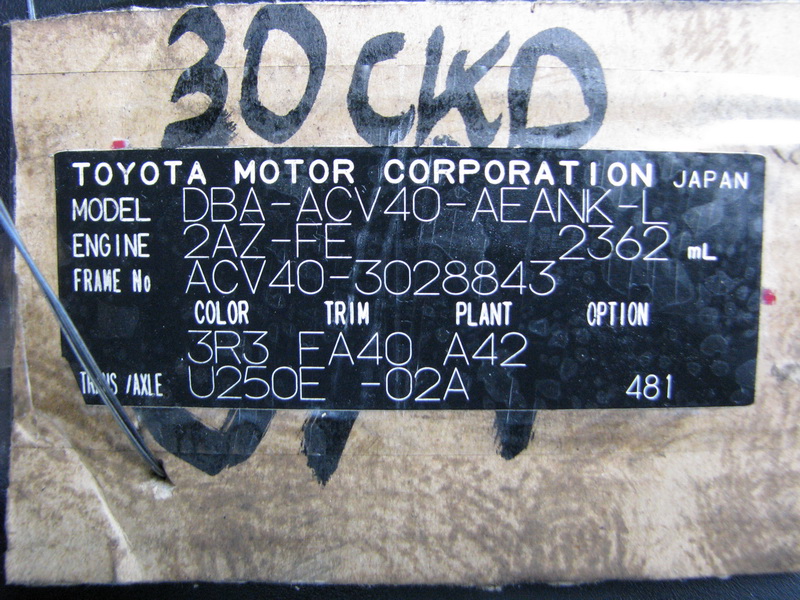 30 CKD
TOYOTA MOTOR CORPORATION JAPAN
MODEL DBA-ACV40-AEANK-L
ENGINE 2AZ-FE 2362 mL
FRAME No ACV40-3028843
COLOR TRIM PLANT OPTION
3R3 FA40 A42
/AXLE U250E -02A 481